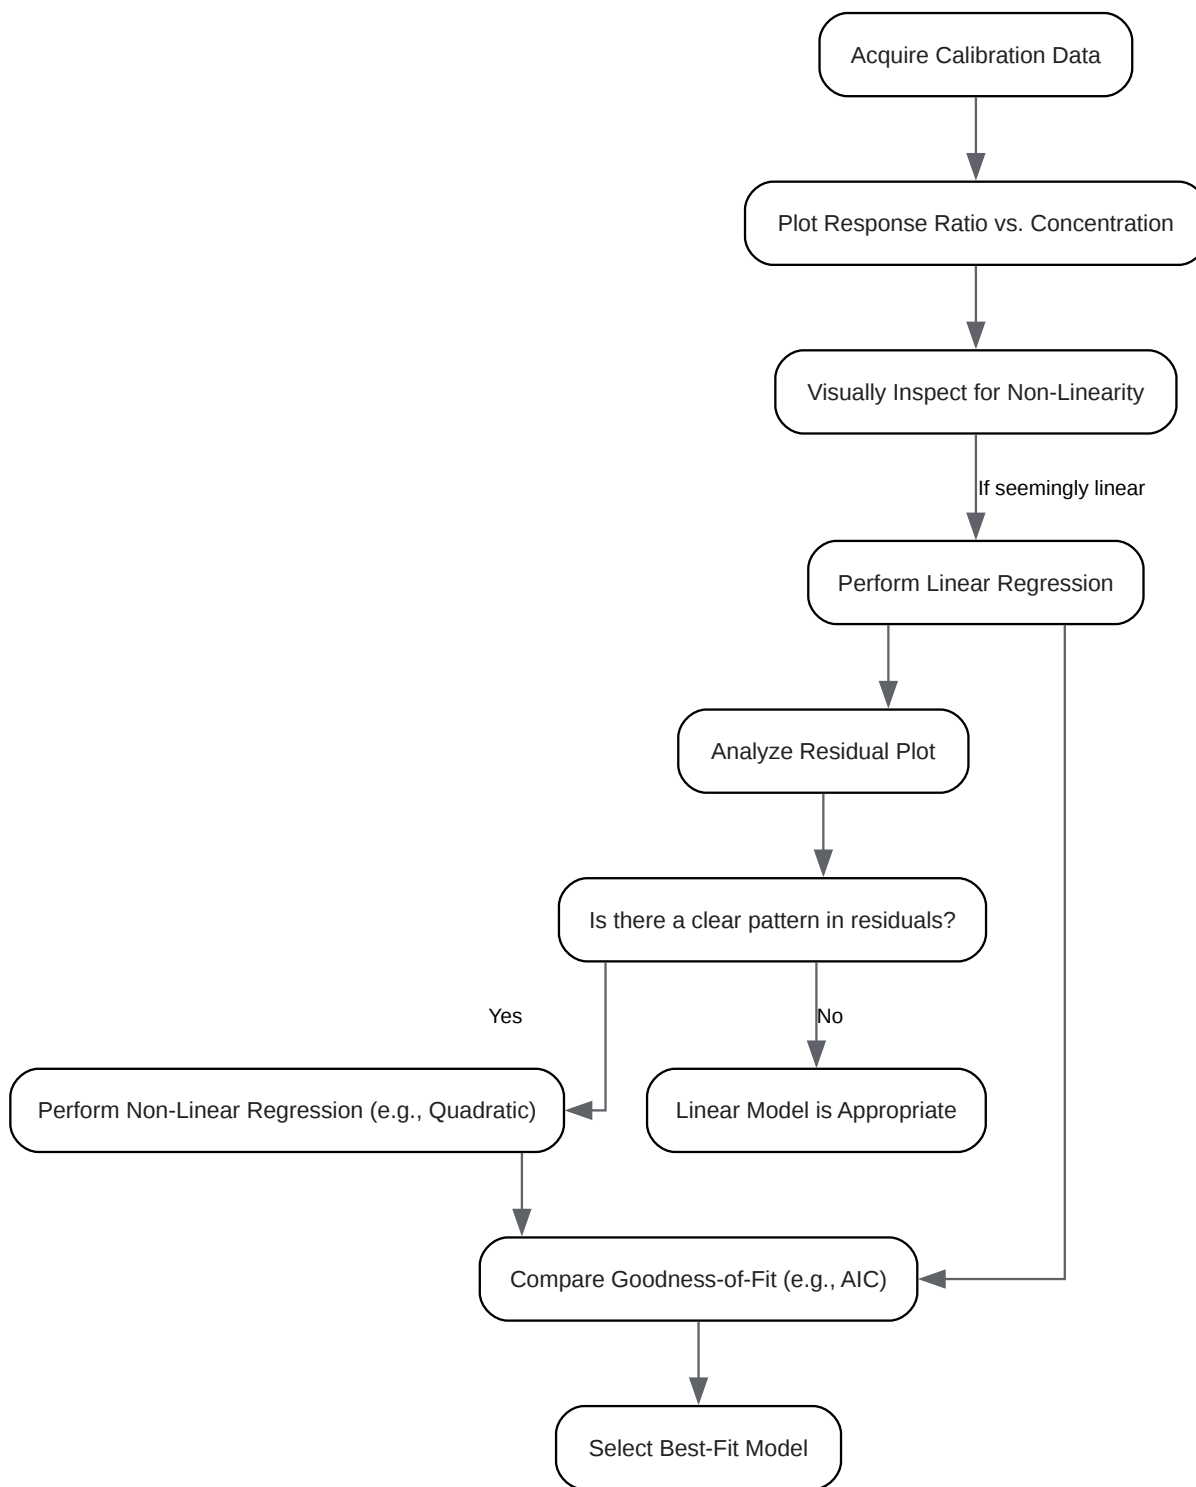 Acquire Calibration Data
Plot Response Ratio vs. Concentration
Visually Inspect for Non-Linearity
If seemingly linear
Perform Linear Regression
Analyze Residual Plot
Is there a clear pattern in residuals?
Yes
No
Perform Non-Linear Regression (e.g., Quadratic)
Linear Model is Appropriate
Compare Goodness-of-Fit (e.g., AIC)
Select Best-Fit Model